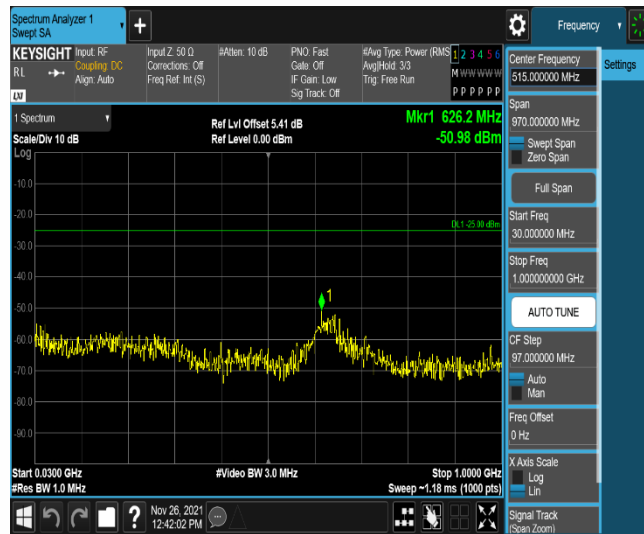 Spectrum Analyzer 1
Swept SA
Frequency
KEYSIGHT
RL
LXI
Input: RF
Coupling: DC
Align: Auto
Input Z: 50 Ω
Corrections: Off
Freq Ref: Int (S)
#Atten: 10 dB
PNO: Fast
Gate: Off
IF Gain: Low
Sig Track: Off
#Avg Type: Power (RMS
Avg|Hold: 3/3
Trig: Free Run
1 2 3 4 5 6
M W W W W W
P P P P P P
1 Spectrum
Scale/Div 10 dB
Log
Ref Lvl Offset 5.41 dB
Ref Level 0.00 dBm
Mkr1 626.2 MHz
-50.98 dBm
-10.0
-20.0
DL1 -25.00 dBm
-30.0
-40.0
1
-50.0
-60.0
-70.0
-80.0
-90.0
Start 0.0300 GHz
#Res BW 1.0 MHz
#Video BW 3.0 MHz
Stop 1.0000 GHz
Sweep ~1.18 ms (1000 pts)
Nov 26, 2021
12:42:02 PM
Center Frequency
515.000000 MHz
Settings
Span
970.000000 MHz
Swept Span
Zero Span
Full Span
Start Freq
30.000000 MHz
Stop Freq
1.000000000 GHz
AUTO TUNE
CF Step
97.000000 MHz
Auto
Man
Freq Offset
0 Hz
X Axis Scale
Log
Lin
Signal Track
(Span Zoom)